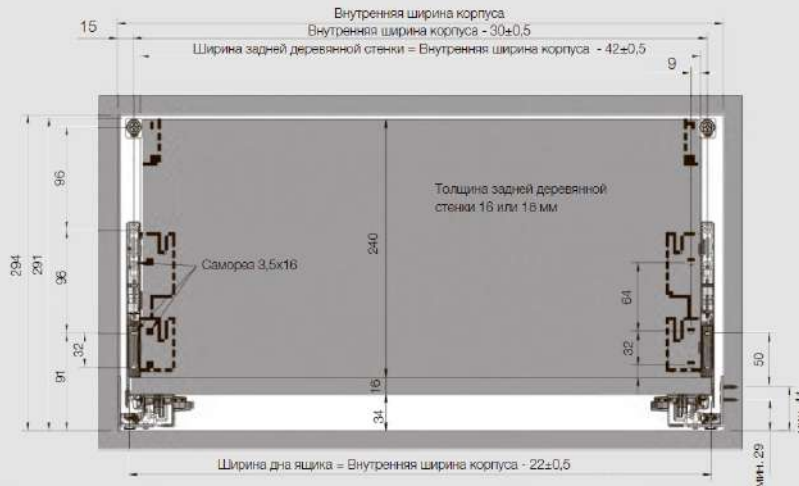 Внутренняя ширина корпуса
15
Внутренняя ширина корпуса - 30±0,5
Ширина задней деревянной стенки = Внутренняя ширина корпуса - 42±0,5
9
Толщина задней деревянной
стенки 16 или 18 мм
96
294
291
240
Саморез 3,5х16
96
64
32
32
50
91
16
34
мин. 29
Ширина дна ящика = Внутренняя ширина корпуса - 22±0,5